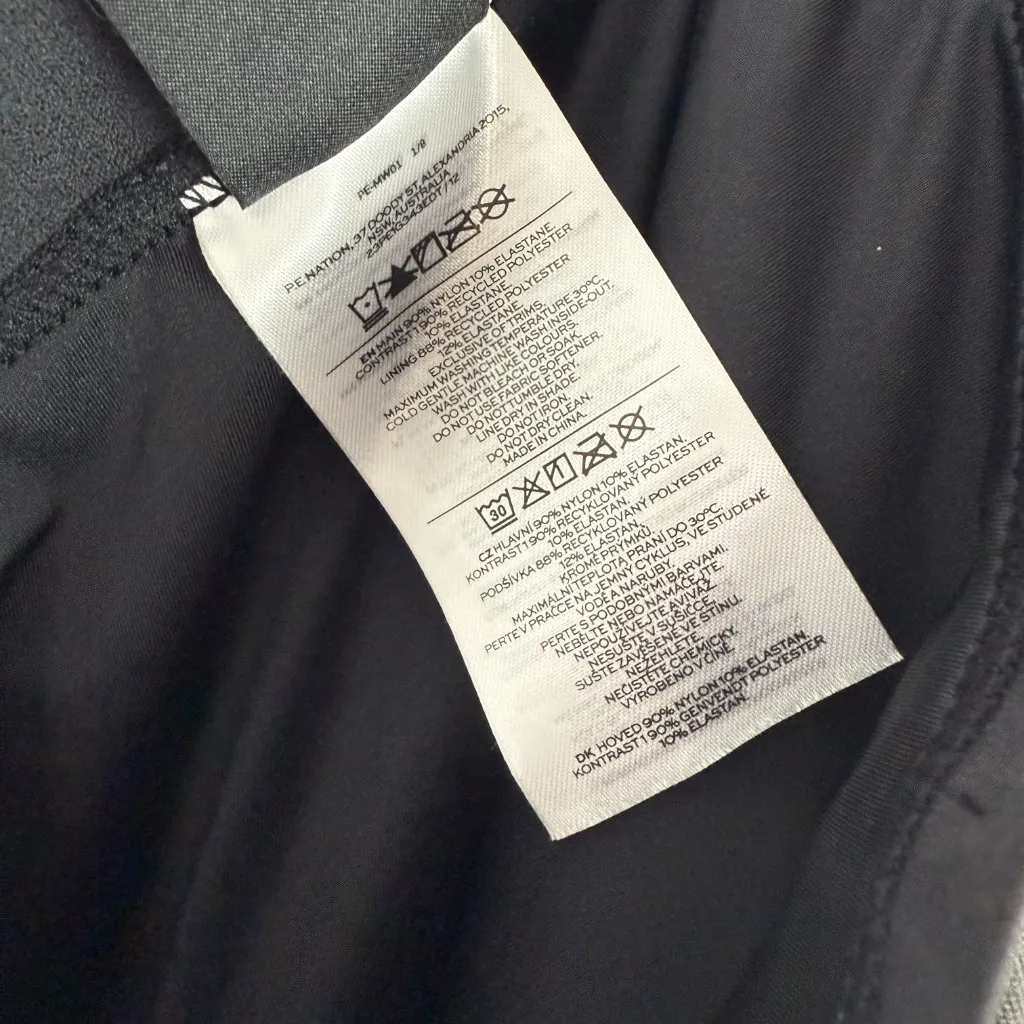 PE-MW01 1/8
P.E NATION, 37 DODDY ST, ALEXANDRIA 2015,
NSW, AUSTRALIA
EN MAIN 90% NYLON 10% ELASTANE
CONTRAST 1 90% RECYCLED POLYESTER
10% ELASTANE.
LINING 88% RECYCLED POLYESTER
12% ELASTANE.
EXCLUSIVE OF TRIMS.
MAXIMUM WASHING TEMPERATURE 30°C.
COLD GENTLE MACHINE WASH INSIDE-OUT.
WASH WITH LIKE COLOURS.
DO NOT BLEACH OR SOAK.
DO NOT USE FABRIC SOFTENER.
DO NOT TUMBLE DRY.
LINE DRY IN SHADE.
DO NOT IRON.
DO NOT DRY CLEAN.
MADE IN CHINA.
30
CZ HLAVNÍ 90% NYLON 10% ELASTAN.
KONTRAST 1 90% RECYKLOVANÝ POLYESTER
10% ELASTAN.
PODŠÍVKA 88% RECYKLOVANÝ POLYESTER
12% ELASTAN.
KROMĚ PRÝMKŮ.
MAXIMÁLNÍ TEPLOTA PRANÍ DO 30°C.
PERTE V PRAČCE NA JEMNÝ CYKLUS, VE STUDENÉ
VODĚ A NARUBY.
PERTE S PODOBNÝMI BARVAMI.
NEBĚLTE NEBO NAMÁČEJTE.
NEPOUŽÍVEJTE AVIVÁŽ.
NESUŠTE V SUŠIČCE.
SUŠTE ZAVĚŠENÉ VE STÍNU.
NEŽEHLETE.
NEČISTĚTE CHEMICKY.
VYROBENO V ČÍNĚ
DK HOVED 90% NYLON 10% ELASTAN
KONTRAST 1 90% GENVENDT POLYESTER
10% ELASTAN.